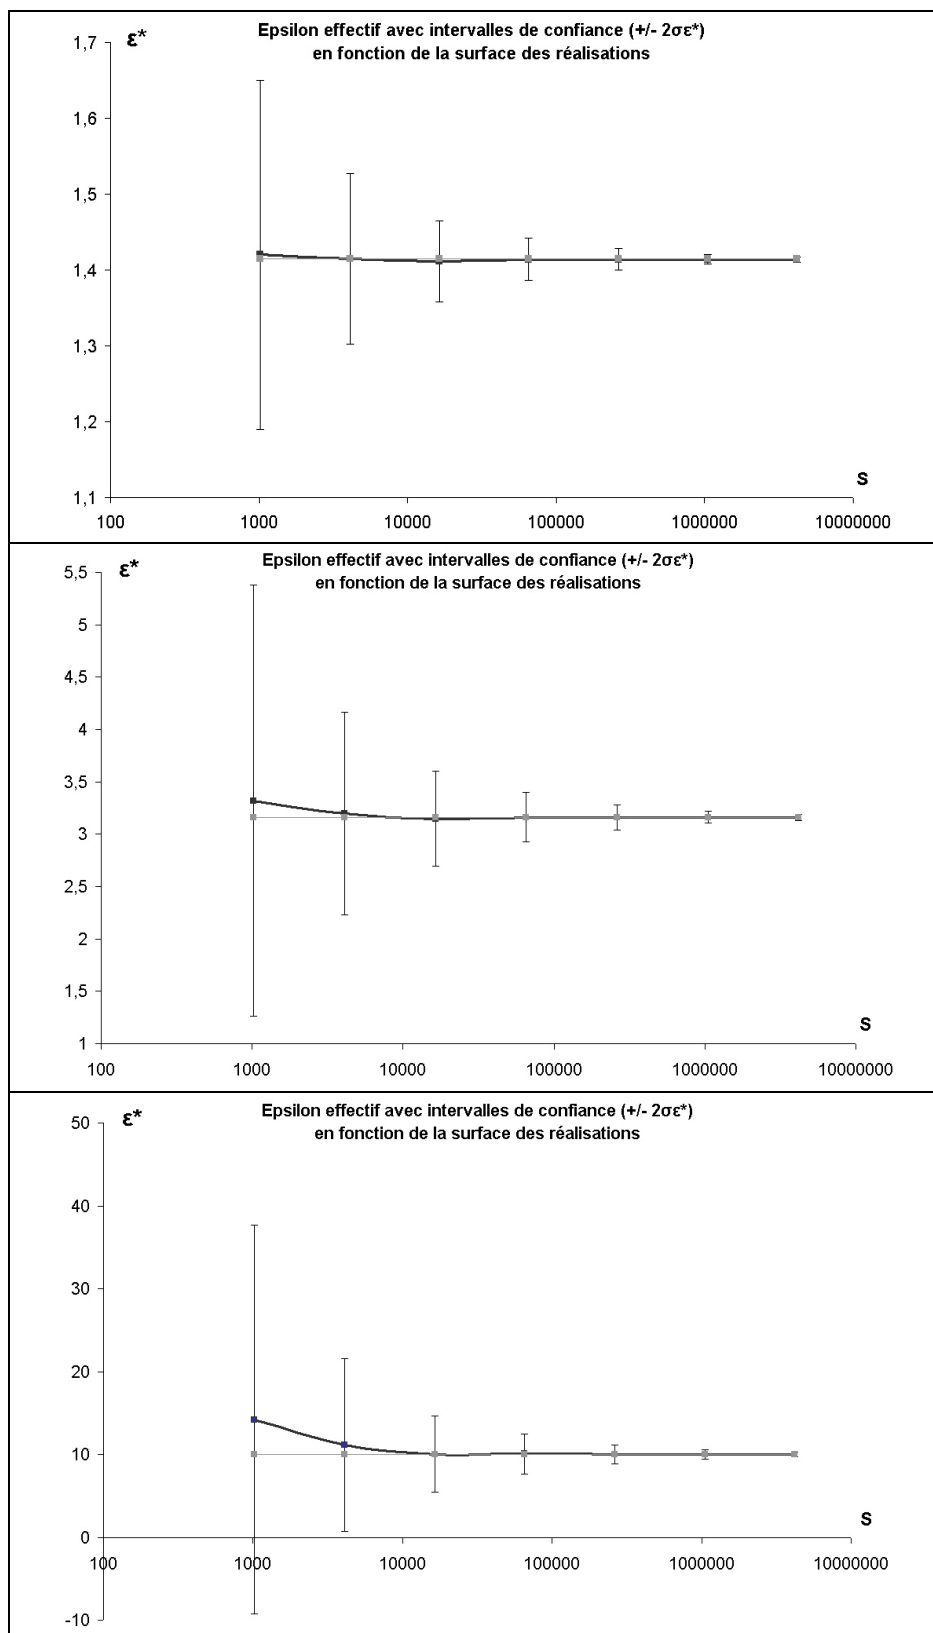 ε*
Epsilon effectif avec intervalles de confiance (+/- 2σε*)
en fonction de la surface des réalisations
1,7
1,6
1,5
1,4
1,3
1,2
1,1
S
100 1000 10000 100000 1000000 10000000
ε*
Epsilon effectif avec intervalles de confiance (+/- 2σε*)
en fonction de la surface des réalisations
5,5
5
4,5
4
3,5
3
2,5
2
1,5
1
S
100 1000 10000 100000 1000000 10000000
ε*
Epsilon effectif avec intervalles de confiance (+/- 2σε*)
en fonction de la surface des réalisations
50
40
30
20
10
0
-10
S
100 1000 10000 100000 1000000 10000000